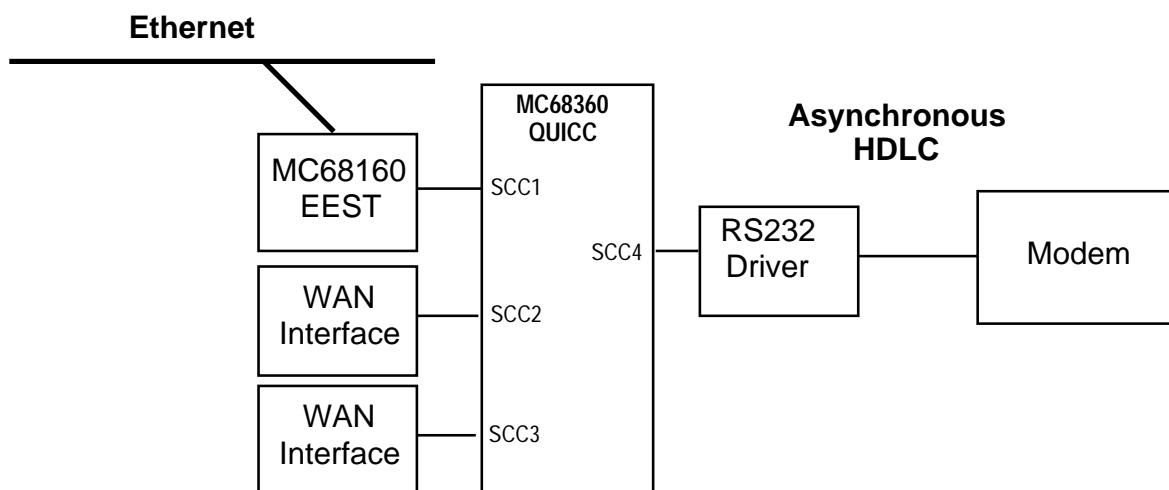 Ethernet
MC68360
QUICC
Asynchronous
HDLC
MC68160
EEST
SCC1
SCC4
RS232
Driver
Modem
WAN
Interface
SCC2
WAN
Interface
SCC3